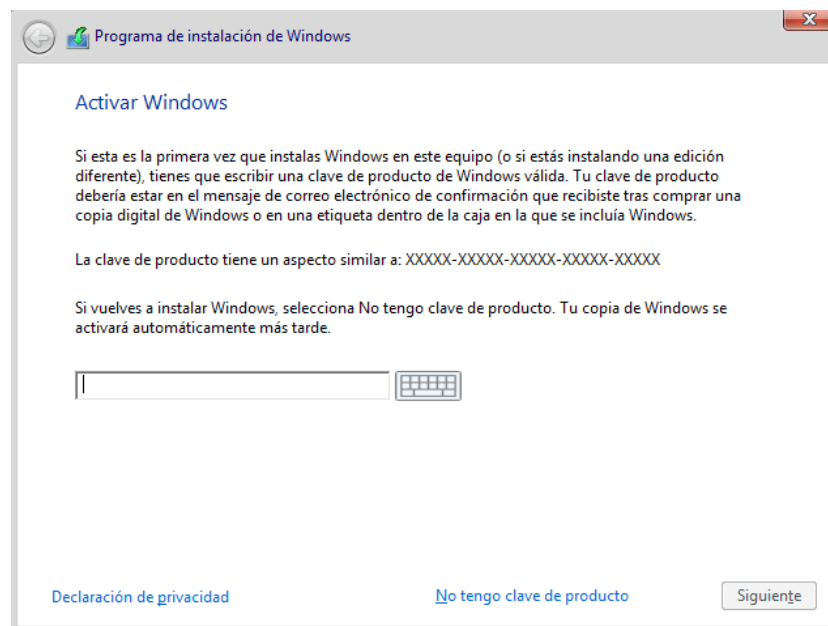 Programa de instalación de Windows
Activar Windows
Si esta es la primera vez que instalas Windows en este equipo (o si estás instalando una edición
diferente), tienes que escribir una clave de producto de Windows válida. Tu clave de producto
debería estar en el mensaje de correo electrónico de confirmación que recibiste tras comprar una
copia digital de Windows o en una etiqueta dentro de la caja en la que se incluía Windows.
La clave de producto tiene un aspecto similar a: XXXXX-XXXXX-XXXXX-XXXXX-XXXXX
Si vuelves a instalar Windows, selecciona No tengo clave de producto. Tu copia de Windows se
activará automáticamente más tarde.
Declaración de privacidad No tengo clave de producto Siguiente